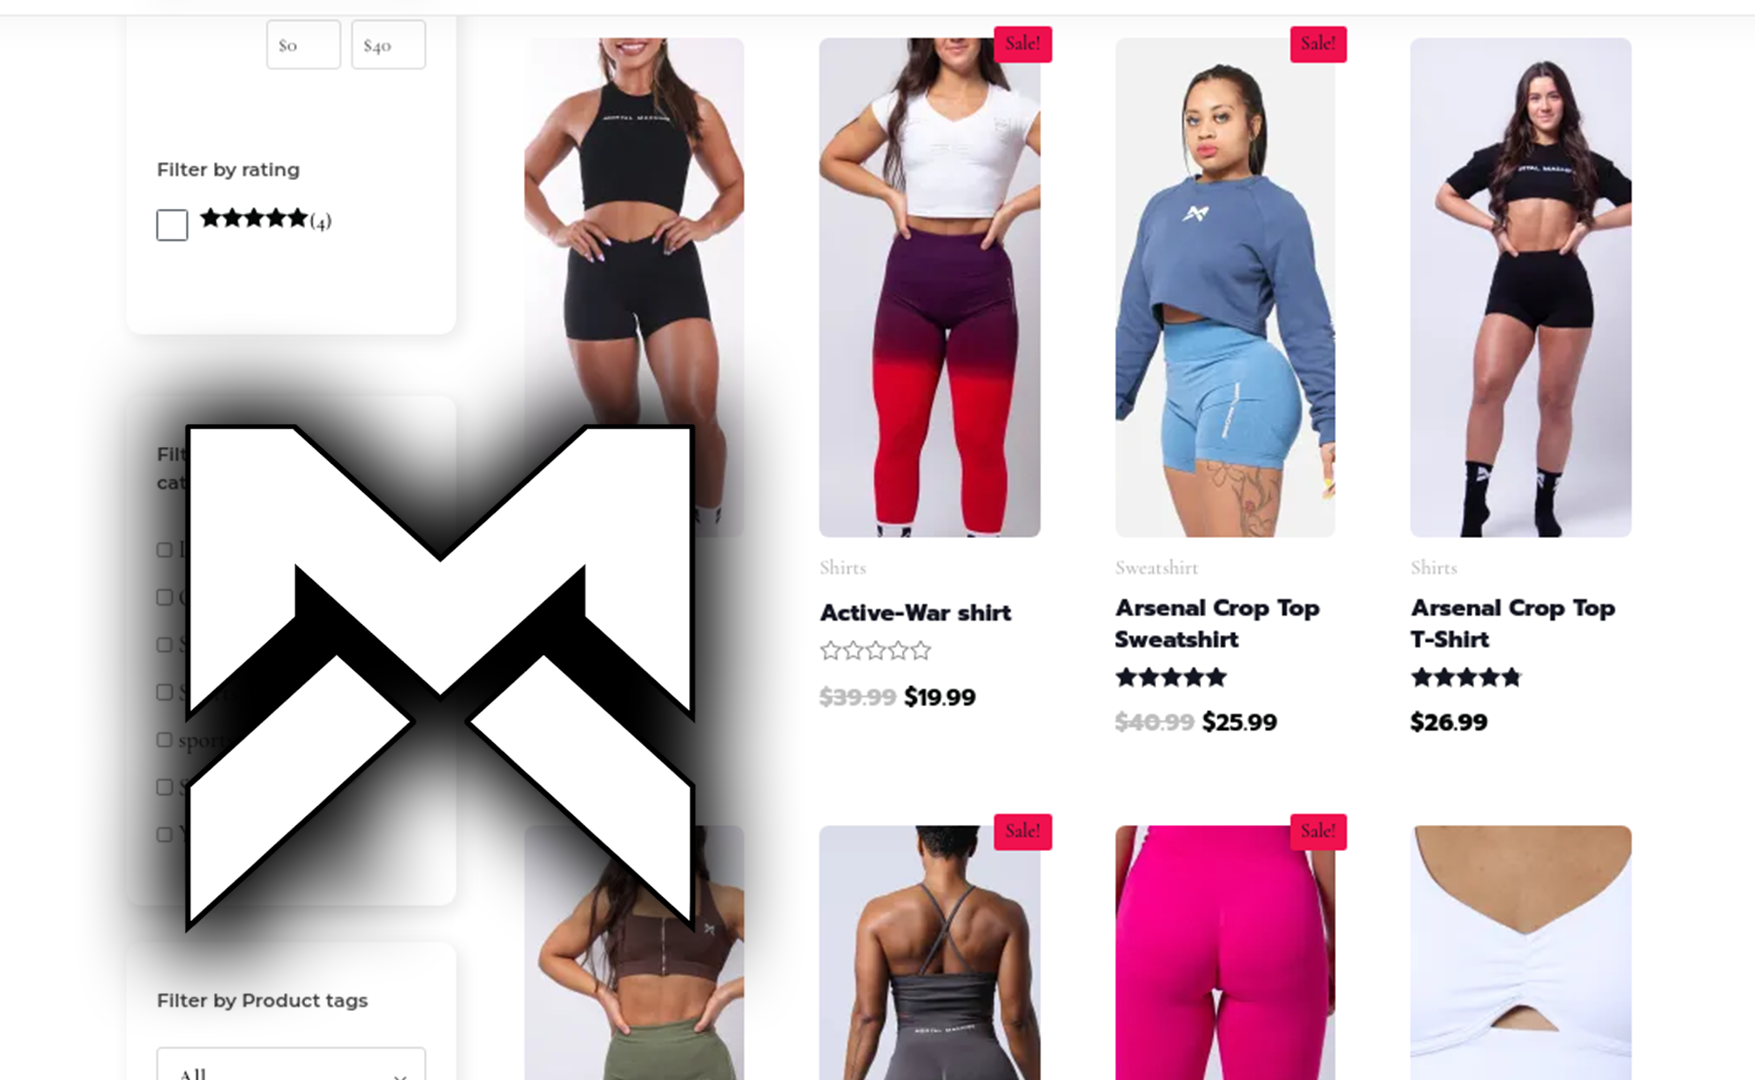 $0
$40
Filter by rating
(4)
Filt
cat
sport
Filter by Product tags
All
Sale!
Sale!
Shirts
Active-War shirt
$39.99 $19.99
Sweatshirt
Arsenal Crop Top
Sweatshirt
$40.99 $25.99
Shirts
Arsenal Crop Top
T-Shirt
$26.99
Sale!
Sale!
MORTAL MACHINE